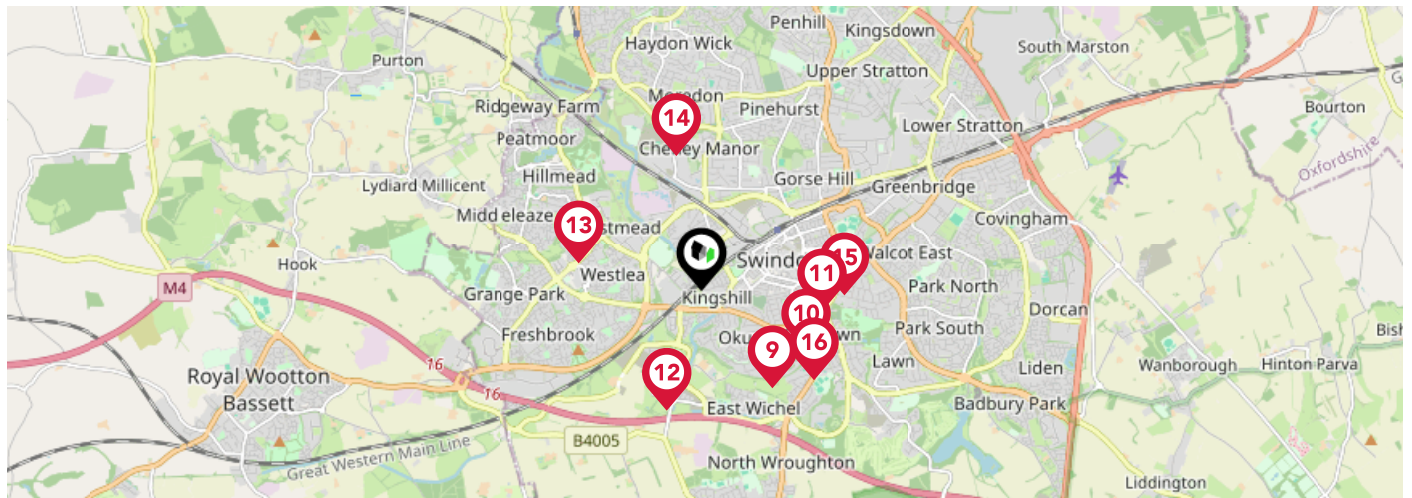 Penhill
Kingsdown
Haydon Wick
South Marston
Purton
Upper Stratton
Ridgeway Farm
Pinehurst
Bourton
14
Peatmoor
Lower Stratton
Manor
Oxfordshire
Hillmead
Gorse Hill
Lydiard Millicent
Greenbridge
Covingham
13
Walcot East
15
Hook
11
Westlea
M4
Park North
Grange Park
Kingshill
Dorcan
10
Freshbrook
Park South
9
16
Lawn
16
Wanborough
Hinton Parva
Liden
Royal Wootton
Bassett
12
16
East Wichel
Badbury Park
B4005
Great Western Main Line
North Wroughton
Liddington